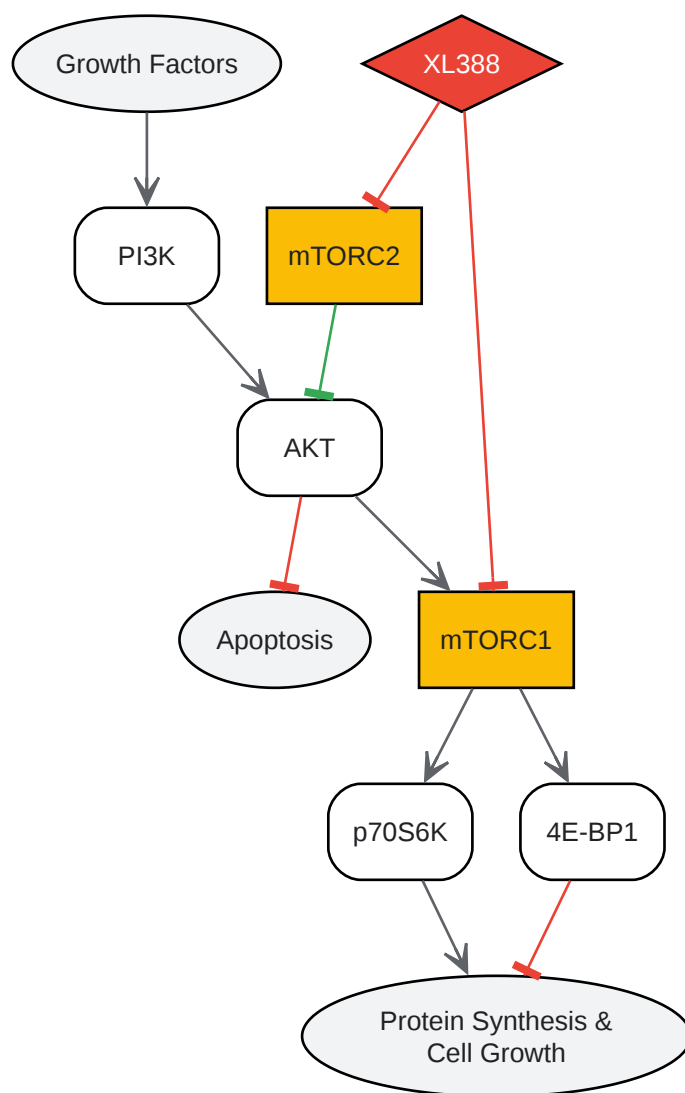 Growth Factors
XL388
PI3K
mTORC2
AKT
Apoptosis
mTORC1
p70S6K
4E-BP1
Protein Synthesis &
Cell Growth